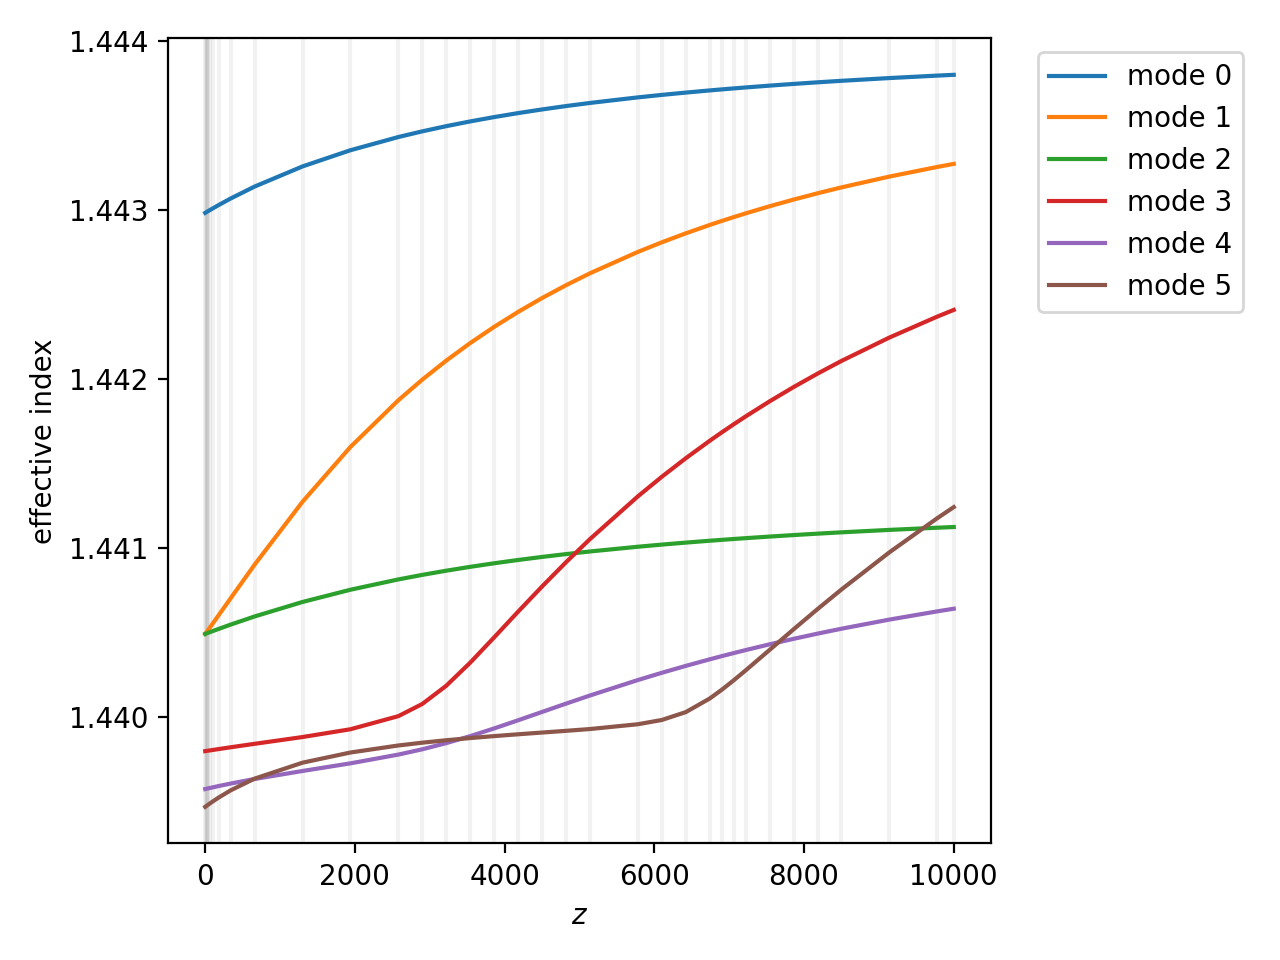 1.444
1.443
1.442
1.441
1.440
effective index
0
2000
4000
6000
8000
10000
z
mode 0
mode 1
mode 2
mode 3
mode 4
mode 5